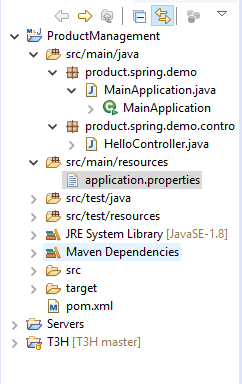 ProductManagement
src/main/java
product.spring.demo
MainApplication.java
MainApplication
product.spring.demo.contro
HelloController.java
src/main/resources
application.properties
src/test/java
src/test/resources
JRE System Library [JavaSE-1.8]
Maven Dependencies
src
target
pom.xml
Servers
T3H [T3H master]